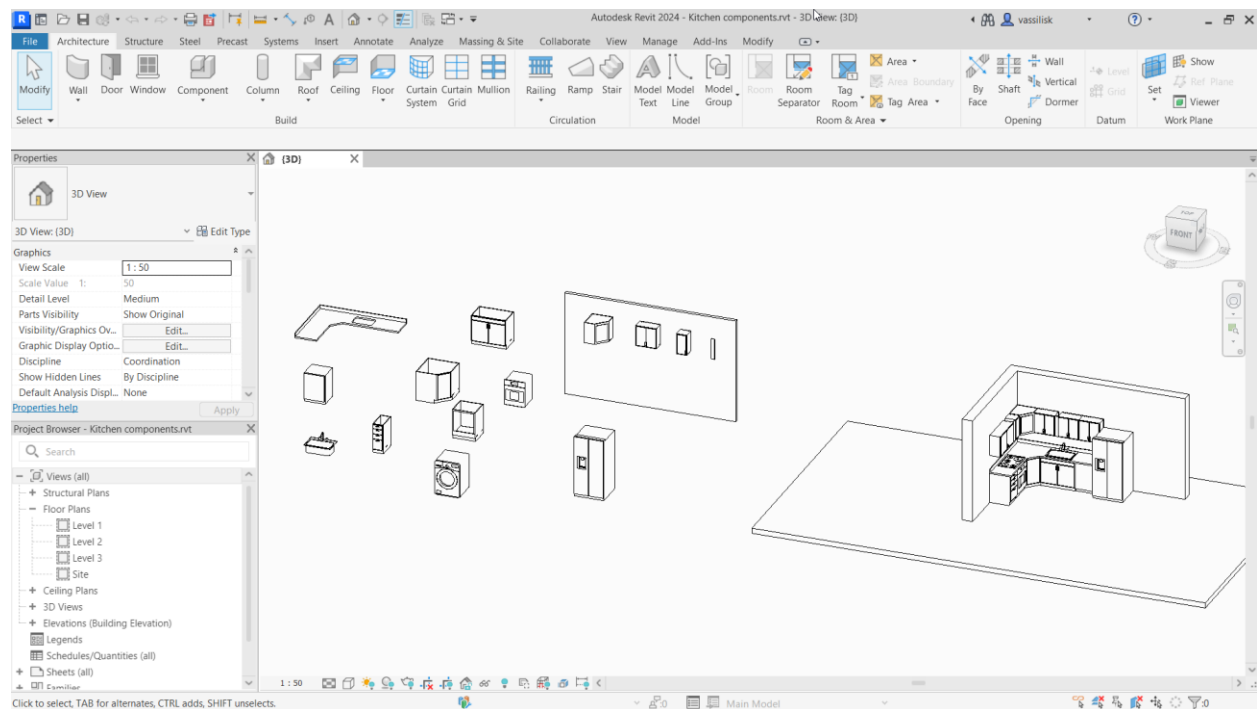 Autodesk Revit 2024 - Kitchen components.rvt - 3D View: {3D}
vassilisk
File Architecture Structure Steel Precast Systems Insert Annotate Analyze Massing & Site Collaborate View Manage Add-Ins Modify
Modify Wall Door Window Component Column Roof Ceiling Floor Curtain System Curtain Grid Mullion Railing Ramp Stair Model Text Model Line Model Group Room Room Separator Tag Room
Area
Area Boundary
Tag Area
By Face Shaft
Wall
Vertical
Dormer
Level
Grid
Set
Show
Ref Plane
Viewer
Select Build Circulation Model Room & Area Opening Datum Work Plane
Properties
{3D}
3D View
3D View: {3D} Edit Type
Graphics
View Scale 1 : 50
Scale Value 1: 50
Detail Level Medium
Parts Visibility Show Original
Visibility/Graphics Ov... Edit...
Graphic Display Optio... Edit...
Discipline Coordination
Show Hidden Lines By Discipline
Default Analysis Displ... None
Properties help Apply
Project Browser - Kitchen components.rvt
Search
Views (all)
Structural Plans
Floor Plans
Level 1
Level 2
Level 3
Site
Ceiling Plans
3D Views
Elevations (Building Elevation)
Legends
Schedules/Quantities (all)
Sheets (all)
Families
TOP
FRONT
1 : 50
Click to select, TAB for alternates, CTRL adds, SHIFT unselects.
:0
Main Model
:0